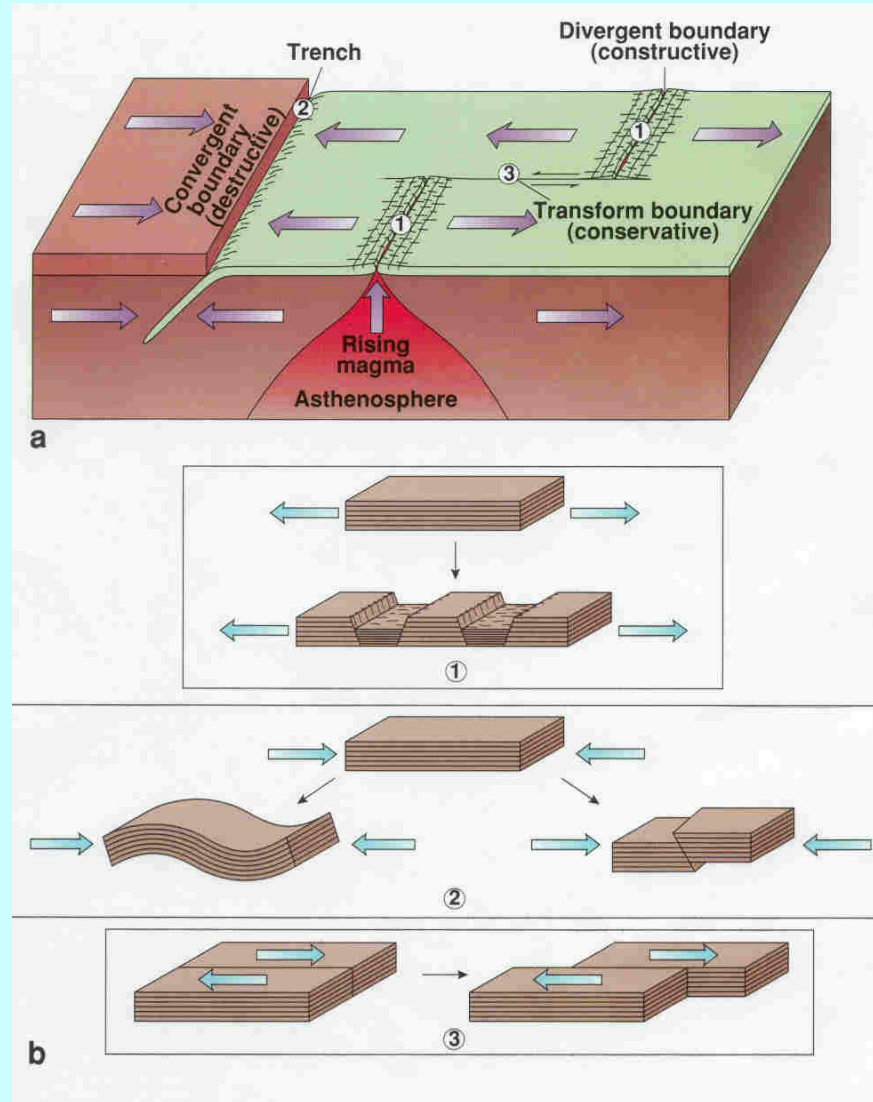 Trench
Divergent boundary
(constructive)
2
1
Convergent
boundary
(destructive)
3
1
Transform boundary
(conservative)
Rising
magma
Asthenosphere
a
1
2
3
b